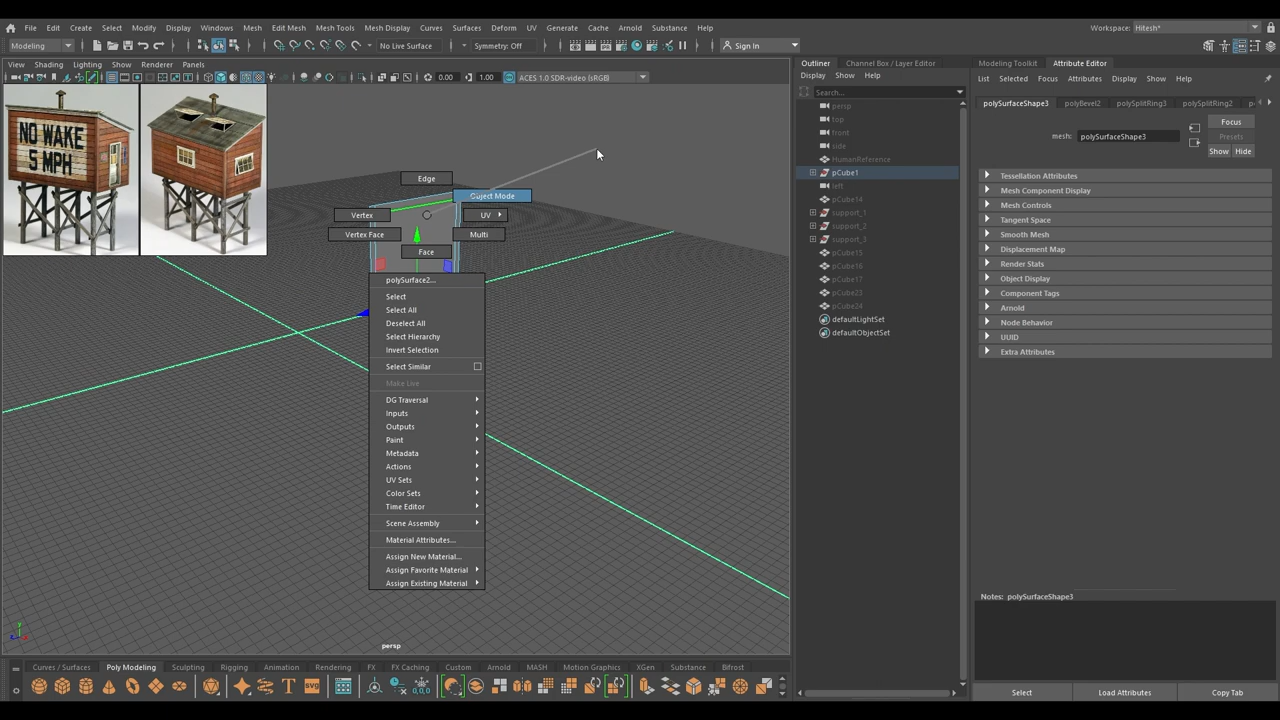 File Edit Create Select Modify Display Windows Mesh Edit Mesh Mesh Tools Mesh Display Curves Surfaces Deform UV Generate Cache Arnold Substance Help
Workspace: Hitesh*
Modeling
No Live Surface
Symmetry: Off
Sign In
View Shading Lighting Show Renderer Panels
0.00
1.00
ACES 1.0 SDR-video (sRGB)
NO WAKE
5 MPH
Edge
Object Mode
Vertex
UV
Vertex Face
Multi
Face
polySurface2...
Select
Select All
Deselect All
Select Hierarchy
Invert Selection
Select Similar
Make Live
DG Traversal
Inputs
Outputs
Paint
Metadata
Actions
UV Sets
Color Sets
Time Editor
Scene Assembly
Material Attributes...
Assign New Material...
Assign Favorite Material
Assign Existing Material
persp
Outliner
Channel Box / Layer Editor
Display Show Help
Search...
persp
top
front
side
HumanReference
pCube1
left
pCube14
support_1
support_2
support_3
pCube15
pCube16
pCube17
pCube23
pCube24
defaultLightSet
defaultObjectSet
Modeling Toolkit
Attribute Editor
List Selected Focus Attributes Display Show Help
polySurfaceShape3 polyBevel2 polySplitRing3 polySplitRing2
mesh: polySurfaceShape3
Focus
Presets
Show Hide
Tessellation Attributes
Mesh Component Display
Mesh Controls
Tangent Space
Smooth Mesh
Displacement Map
Render Stats
Object Display
Component Tags
Arnold
Node Behavior
UUID
Extra Attributes
Notes: polySurfaceShape3
Select
Load Attributes
Copy Tab
Curves / Surfaces Poly Modeling Sculpting Rigging Animation Rendering FX FX Caching Custom Arnold MASH Motion Graphics XGen Substance Bifrost